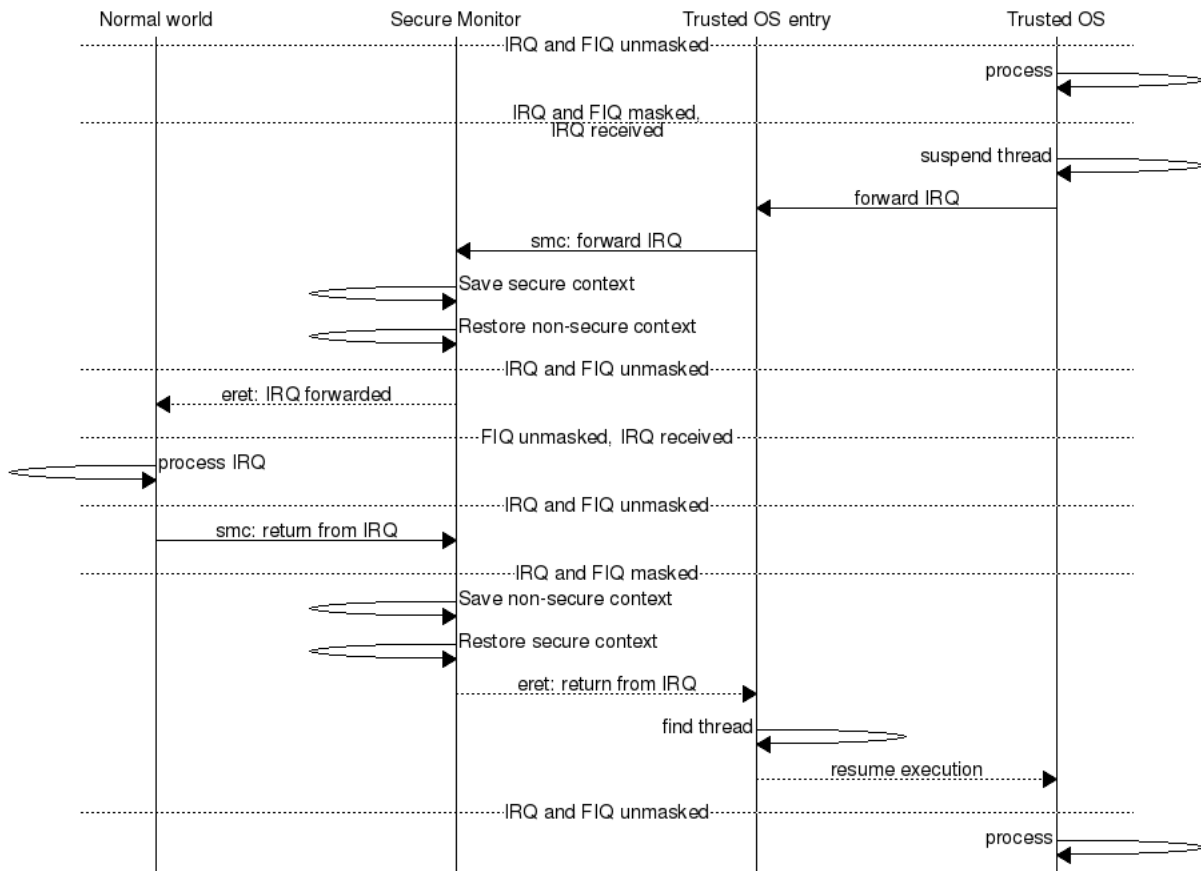 Normal world
Secure Monitor
Trusted OS entry
Trusted OS
IRQ and FIQ unmasked
process
IRQ and FIQ masked,
IRQ received
suspend thread
forward IRQ
smc: forward IRQ
Save secure context
Restore non-secure context
IRQ and FIQ unmasked
eret: IRQ forwarded
FIQ unmasked, IRQ received
process IRQ
IRQ and FIQ unmasked
smc: return from IRQ
IRQ and FIQ masked
Save non-secure context
Restore secure context
eret: return from IRQ
find thread
resume execution
IRQ and FIQ unmasked
process